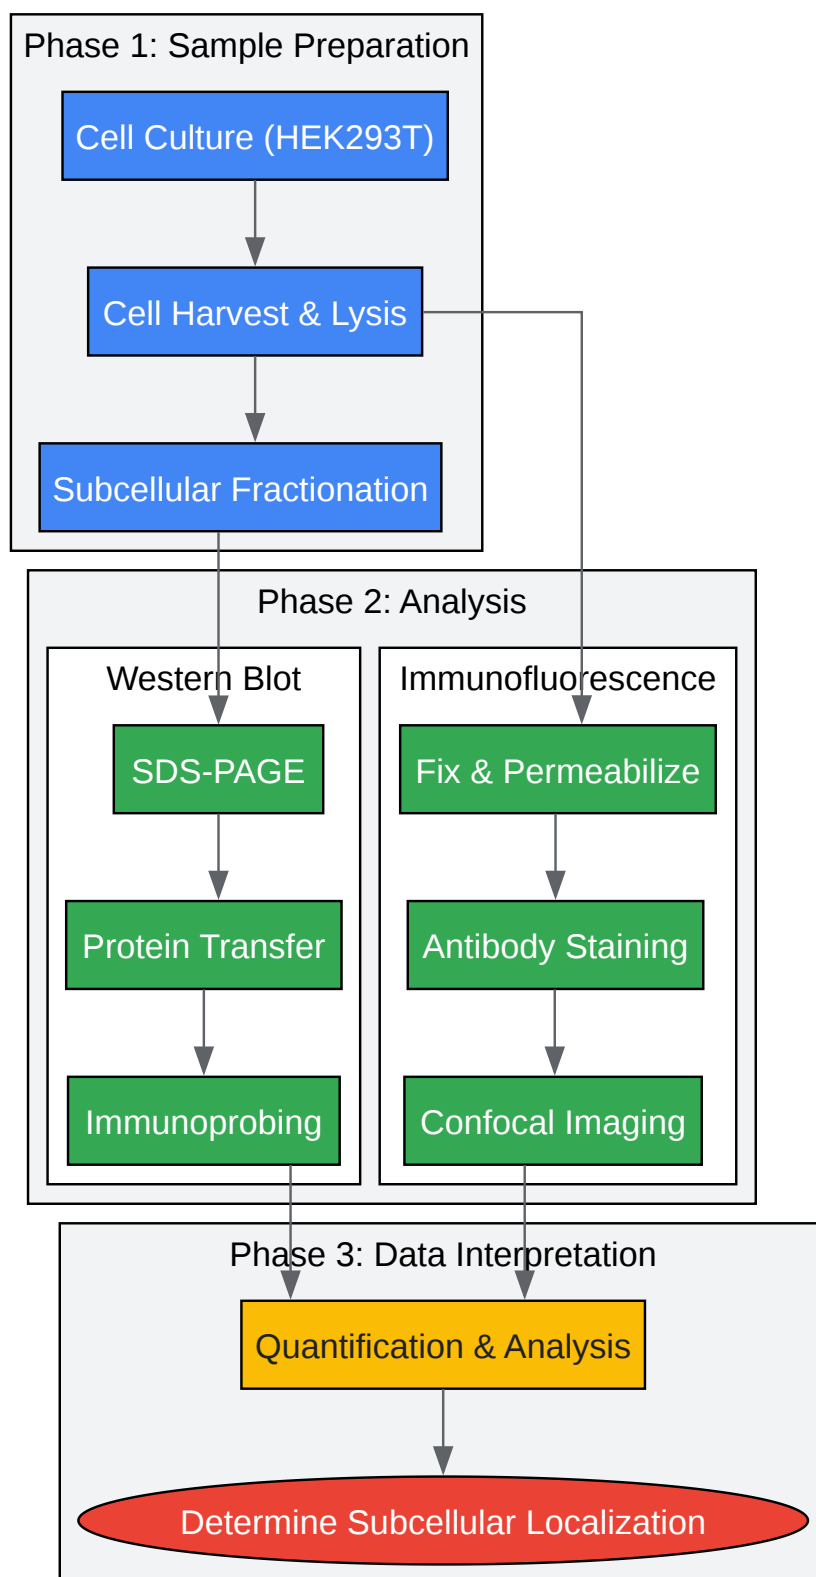 Phase 1: Sample Preparation
Cell Culture (HEK293T)
Cell Harvest & Lysis
Subcellular Fractionation
Phase 2: Analysis
Western Blot
SDS-PAGE
Protein Transfer
Immunoprobing
Immunofluorescence
Fix & Permeabilize
Antibody Staining
Confocal Imaging
Phase 3: Data Interpretation
Quantification & Analysis
Determine Subcellular Localization